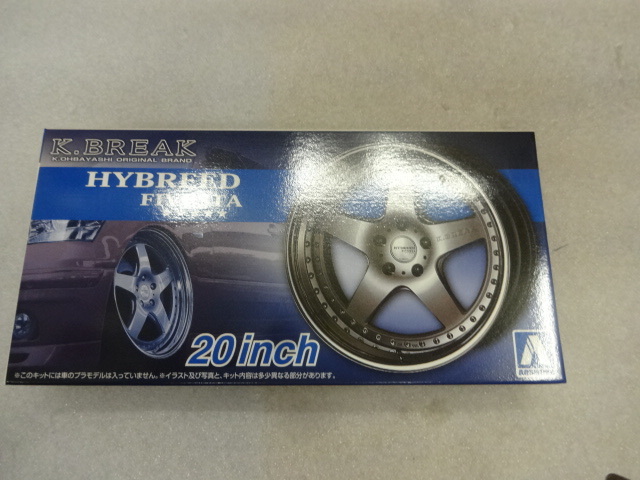 K.BREAK
K.OHBAYASHI ORIGINAL BRAND
HYBREED
20 inch
K.BREAK
HYBREED
※このキットには車のプラモデルは入っていません。※イラスト及び写真と、キット内容は多少異なる部分があります。